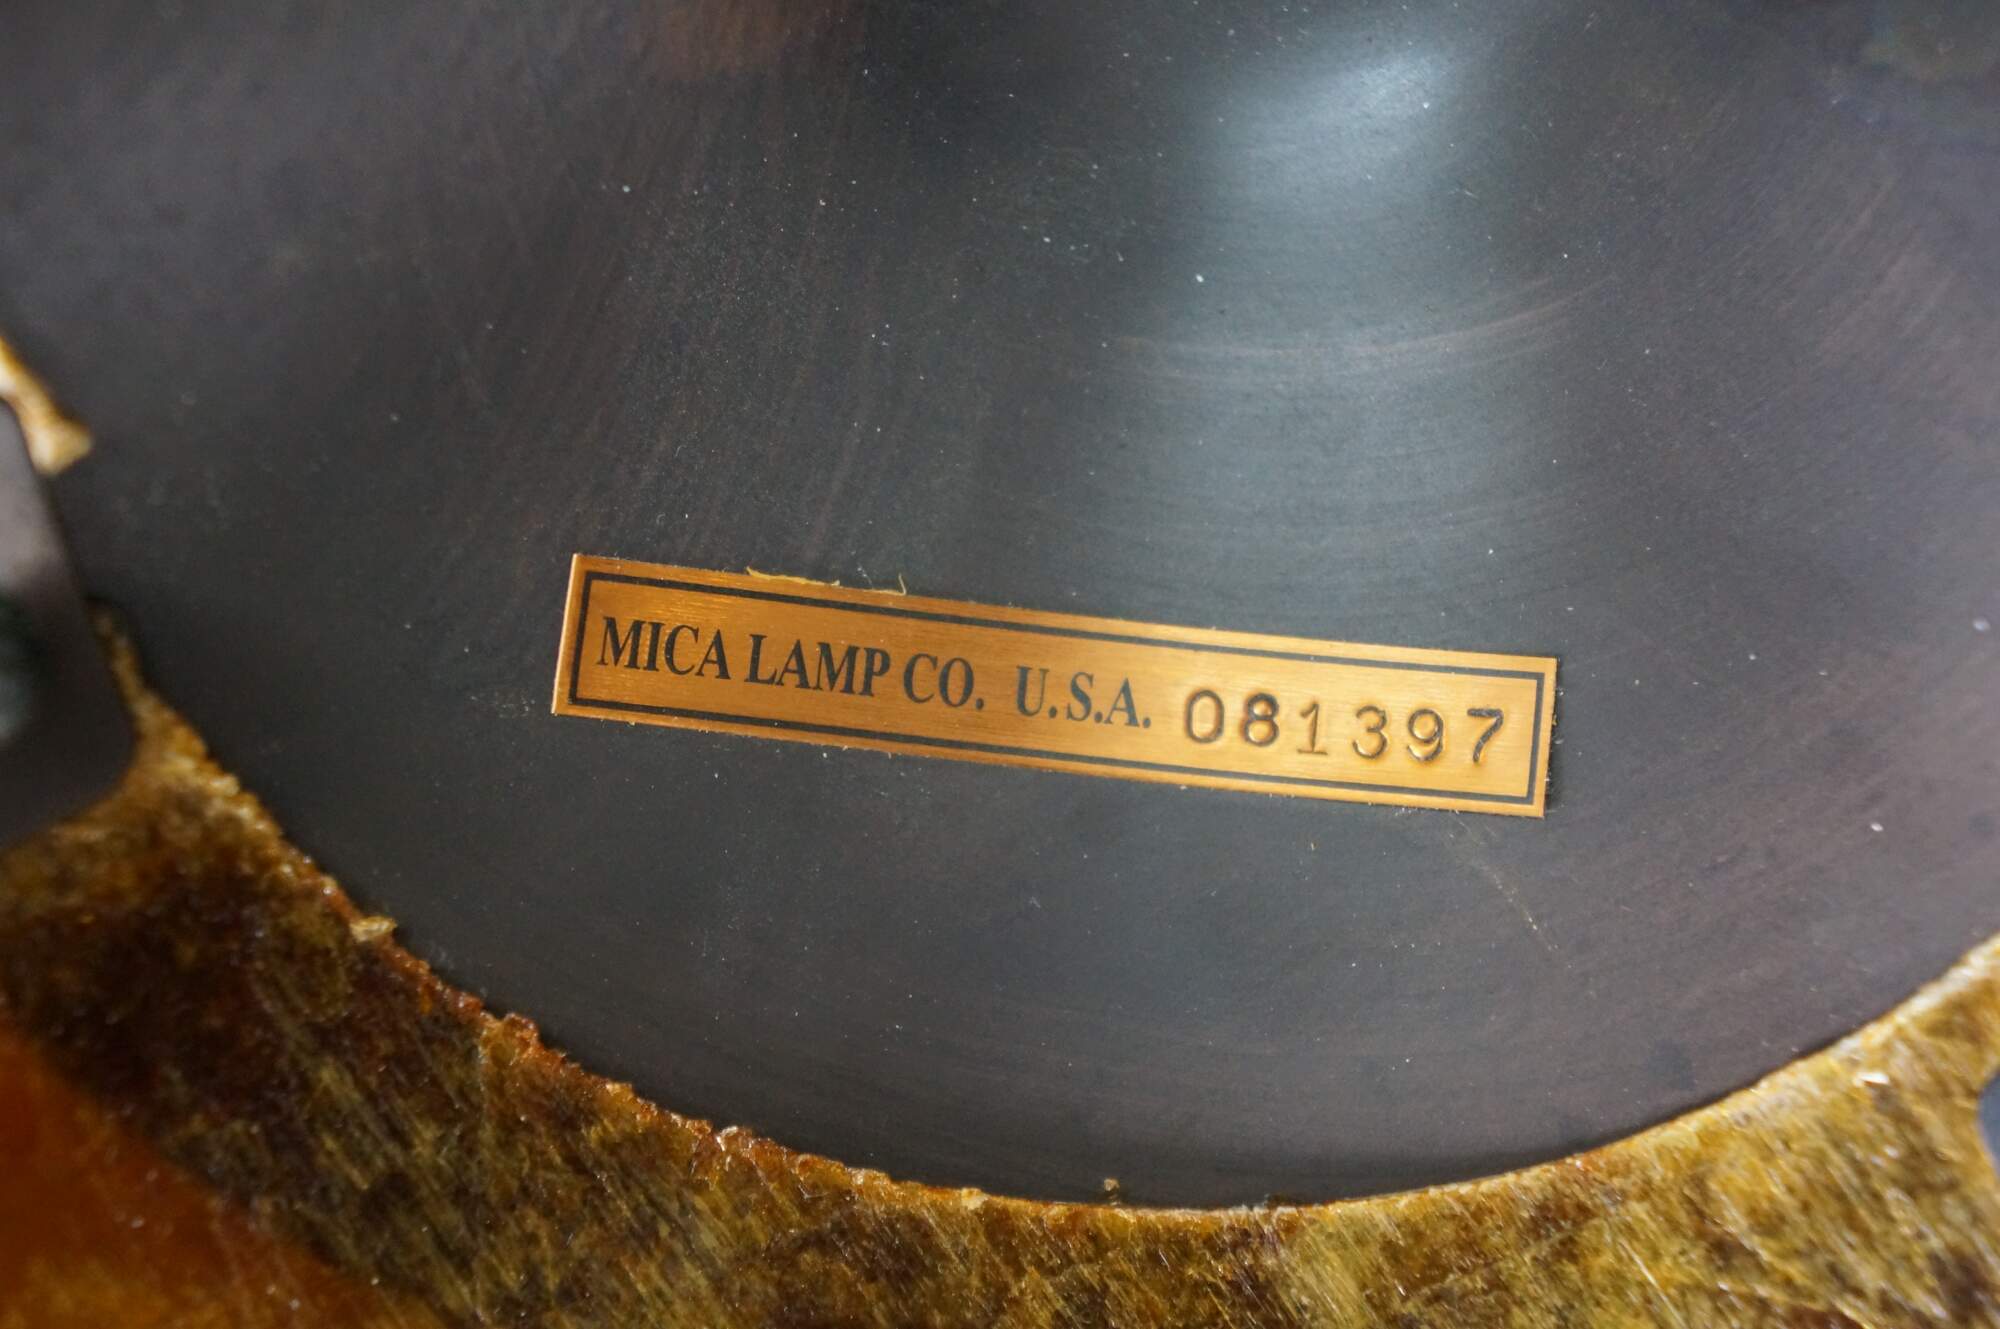 MICA LAMP CO. U.S.A. 081397